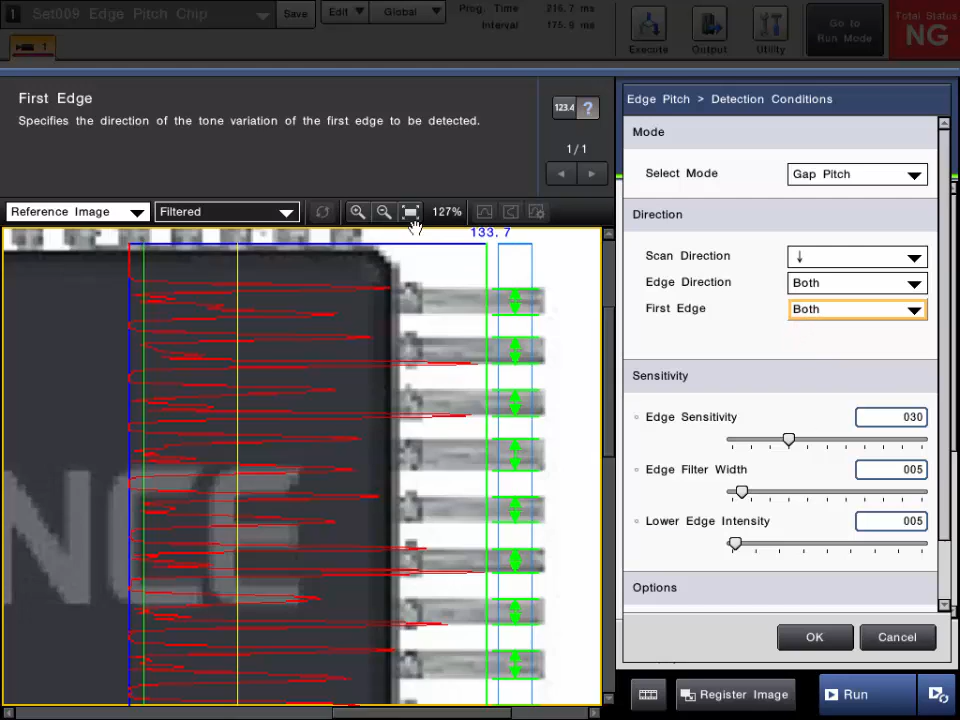 1 Set009 Edge Pitch Chip
Save
Edit
Global
Prog. Time 216.7 ms
Interval 175.9 ms
Execute
Output
Utility
Go to
Run Mode
Total Status
NG
1
First Edge
Specifies the direction of the tone variation of the first edge to be detected.
123.4 ?
1/1
Reference Image
Filtered
127%
133.7
NCE
Edge Pitch > Detection Conditions
Mode
Select Mode Gap Pitch
Direction
Scan Direction ↓
Edge Direction Both
First Edge Both
Sensitivity
Edge Sensitivity 030
Edge Filter Width 005
Lower Edge Intensity 005
Options
OK Cancel
Register Image
Run